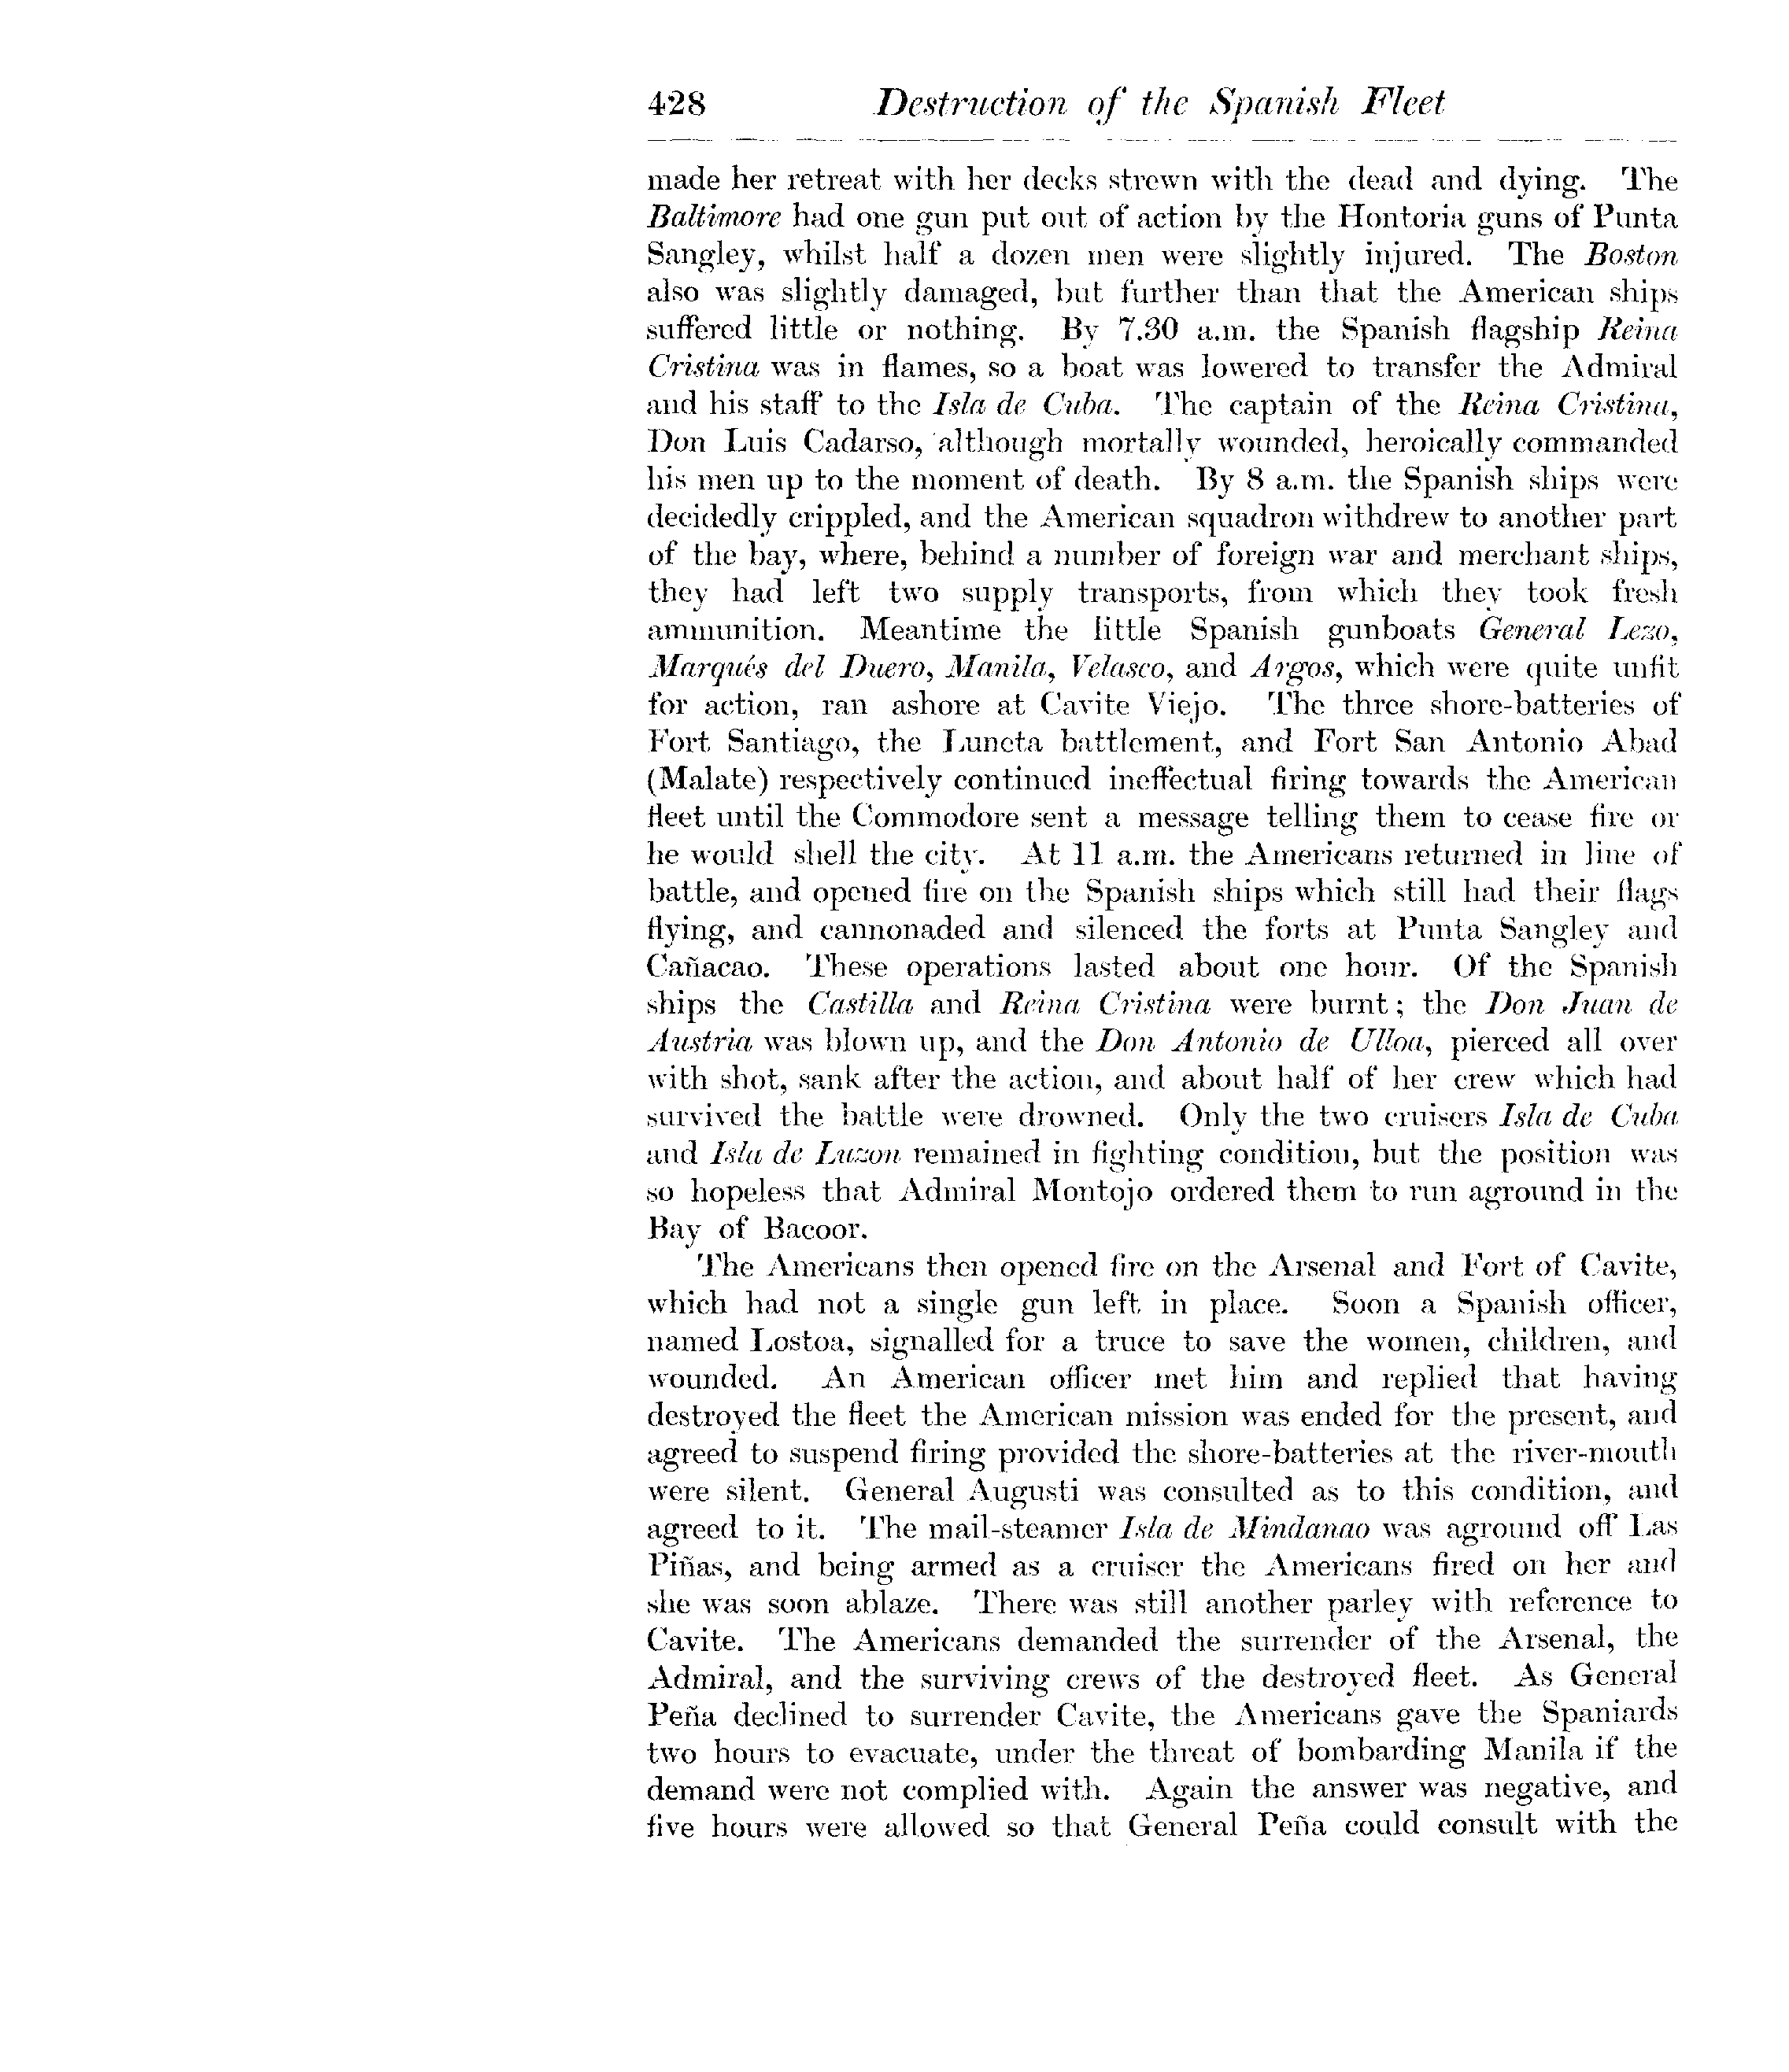 428 Destruction of the Spanish Fleet
made her retreat with her decks strewn with the dead and dying. The
Baltimore had one gun put out of action by the Hontoria guns of Punta
Sangley, whilst half a dozen men were slightly injured. The Boston
also was slightly damaged, but further than that the American ships
suffered little or nothing. By 7.30 a.m. the Spanish flagship Reina
Cristina was in flames, so a boat was lowered to transfer the Admiral
and his staff to the Isla de Cuba. The captain of the Reina Cristina,
Don Luis Cadarso, although mortally wounded, heroically commanded
his men up to the moment of death. By 8 a.m. the Spanish ships were
decidedly crippled, and the American squadron withdrew to another part
of the bay, where, behind a number of foreign war and merchant ships,
they had left two supply transports, from which they took fresh
ammunition. Meantime the little Spanish gunboats General Lezo,
Marqués del Duero, Manila, Velasco, and Argos, which were quite unfit
for action, ran ashore at Cavite Viejo. The three shore-batteries of
Fort Santiago, the Luneta battlement, and Fort San Antonio Abad
(Malate) respectively continued ineffectual firing towards the American
fleet until the Commodore sent a message telling them to cease fire or
he would shell the city. At 11 a.m. the Americans returned in line of
battle, and opened fire on the Spanish ships which still had their flags
flying, and cannonaded and silenced the forts at Punta Sangley and
Cañacao. These operations lasted about one hour. Of the Spanish
ships the Castilla and Reina Cristina were burnt; the Don Juan de
Austria was blown up, and the Don Antonio de Ulloa, pierced all over
with shot, sank after the action, and about half of her crew which had
survived the battle were drowned. Only the two cruisers Isla de Cuba
and Isla de Luzon remained in fighting condition, but the position was
so hopeless that Admiral Montojo ordered them to run aground in the
Bay of Bacoor.
The Americans then opened fire on the Arsenal and Fort of Cavite,
which had not a single gun left in place. Soon a Spanish officer,
named Lostoa, signalled for a truce to save the women, children, and
wounded. An American officer met him and replied that having
destroyed the fleet the American mission was ended for the present, and
agreed to suspend firing provided the shore-batteries at the river-mouth
were silent. General Augusti was consulted as to this condition, and
agreed to it. The mail-steamer Isla de Mindanao was aground off Las
Piñas, and being armed as a cruiser the Americans fired on her and
she was soon ablaze. There was still another parley with reference to
Cavite. The Americans demanded the surrender of the Arsenal, the
Admiral, and the surviving crews of the destroyed fleet. As General
Peña declined to surrender Cavite, the Americans gave the Spaniards
two hours to evacuate, under the threat of bombarding Manila if the
demand were not complied with. Again the answer was negative, and
five hours were allowed so that General Peña could consult with the